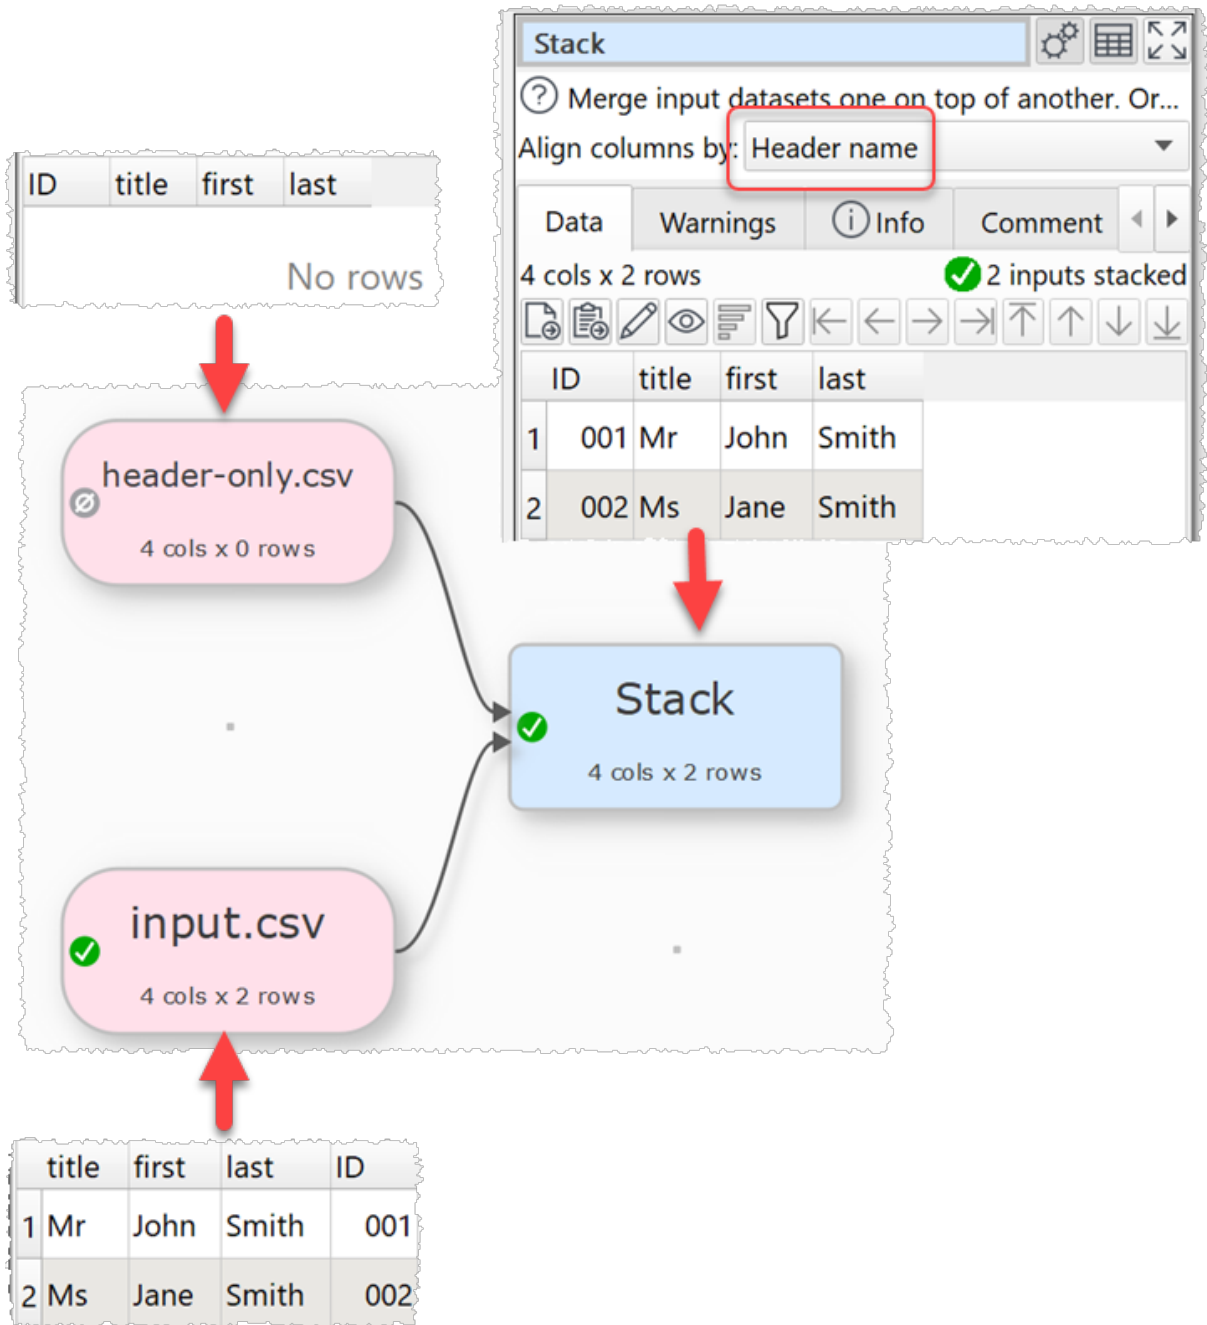 Stack
Merge input datasets one on top of another. Or...
Align columns by: Header name
Data Warnings Info Comment
4 cols x 2 rows 2 inputs stacked
ID title first last
1 001 Mr John Smith
2 002 Ms Jane Smith
ID title first last
No rows
header-only.csv
4 cols x 0 rows
Stack
4 cols x 2 rows
input.csv
4 cols x 2 rows
title first last ID
1 Mr John Smith 001
2 Ms Jane Smith 002